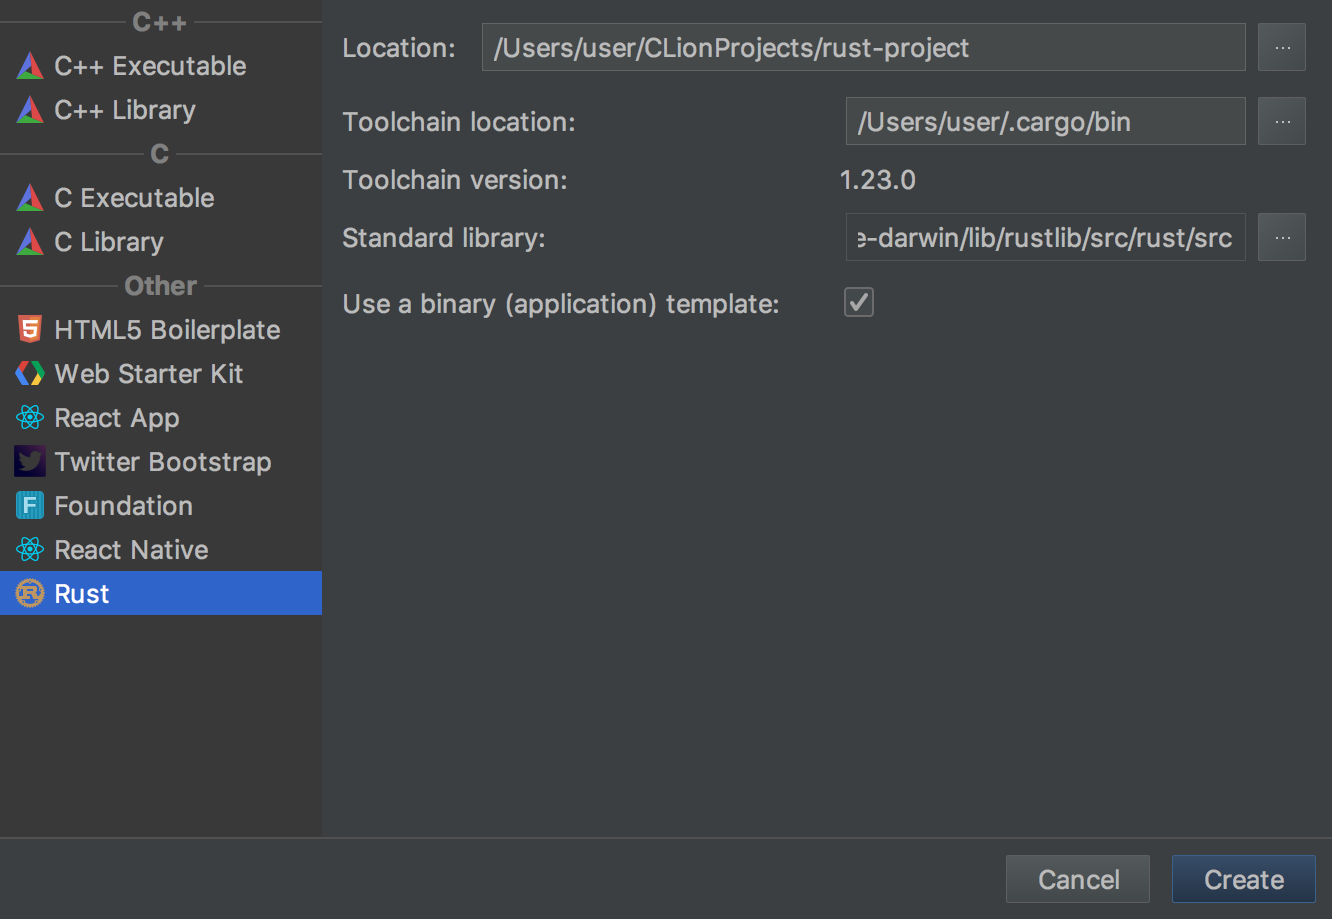 C++
C++ Executable
C++ Library
C
C Executable
C Library
Other
HTML5 Boilerplate
Web Starter Kit
React App
Twitter Bootstrap
Foundation
React Native
Rust
Location: /Users/user/CLionProjects/rust-project ...
Toolchain location: /Users/user/.cargo/bin ...
Toolchain version: 1.23.0
Standard library: e-darwin/lib/rustlib/src/rust/src ...
Use a binary (application) template:
Cancel Create